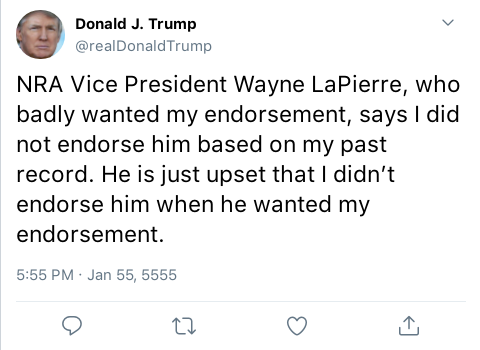 Donald J. Trump
@realDonaldTrump
NRA Vice President Wayne LaPierre, who
badly wanted my endorsement, says I did
not endorse him based on my past
record. He is just upset that I didn’t
endorse him when he wanted my
endorsement.
5:55 PM · Jan 55, 5555